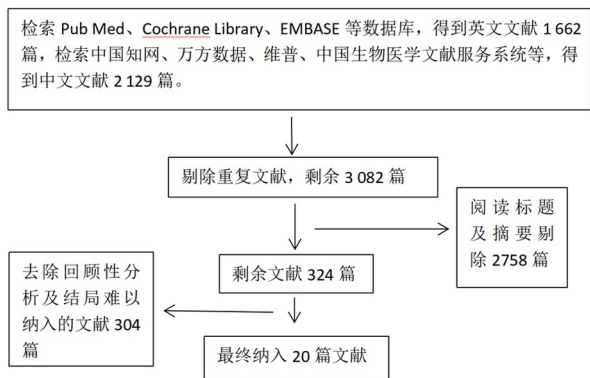 检索 Pub Med、Cochrane Library、EMBASE 等数据库，得到英文文献 1 662
篇，检索中国知网、万方数据、维普、中国生物医学文献服务系统等，得
到中文文献 2 129 篇。
剔除重复文献，剩余 3 082 篇
阅读标题
及摘要剔
除 2758 篇
剩余文献 324 篇
去除回顾性分
析及结局难以
纳入的文献 304
篇
最终纳入 20 篇文献